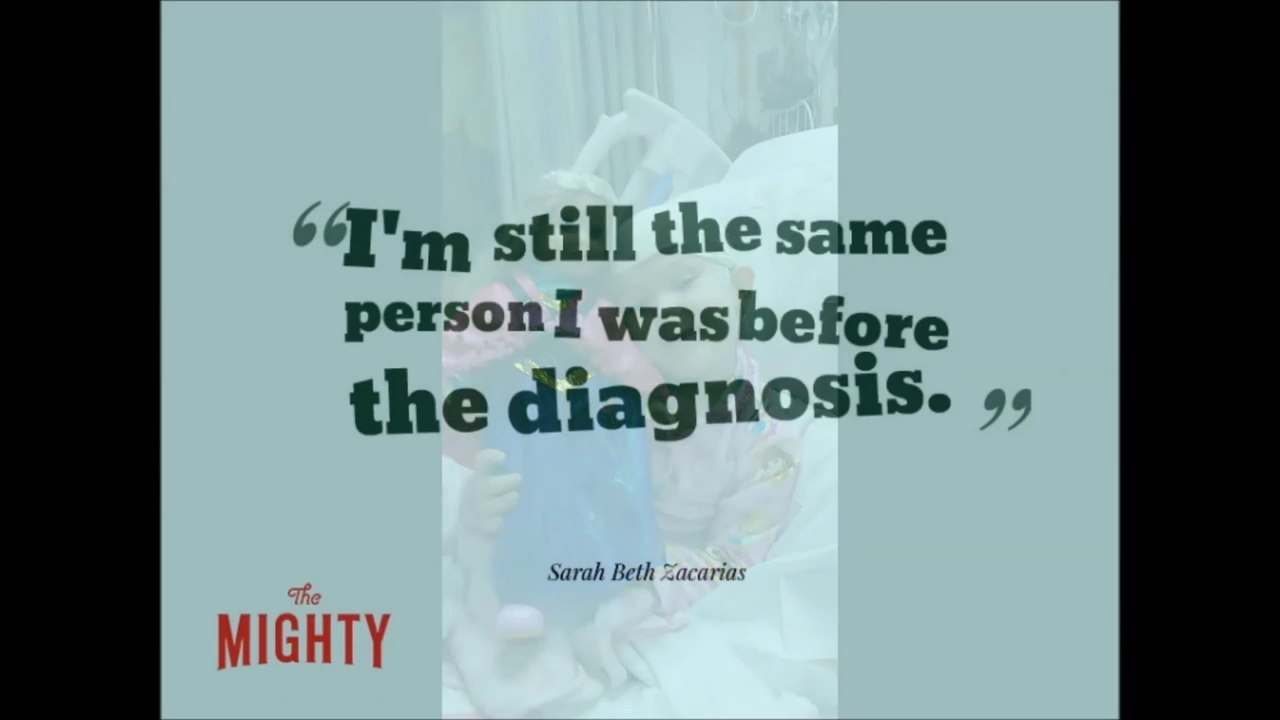 “I'm still the same
person I was before
the diagnosis.”
Sarah Beth Zacarias
The
MIGHTY